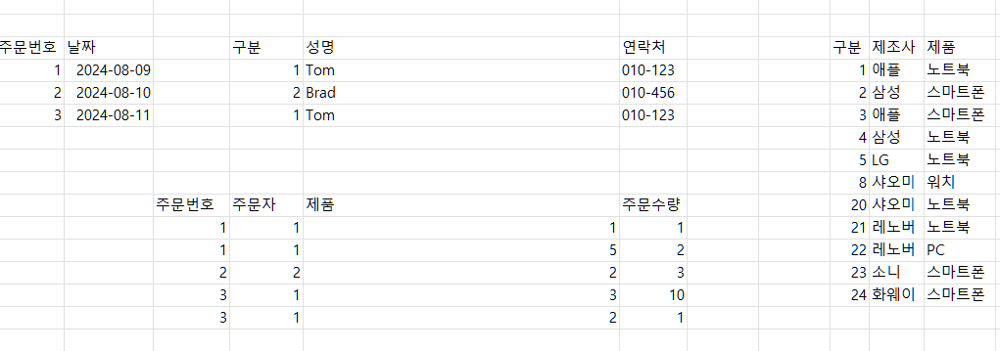 주문번호 날짜 구분 성명 연락처 구분 제조사 제품
1 2024-08-09 1 Tom 010-123 1 애플 노트북
2 2024-08-10 2 Brad 010-456 2 삼성 스마트폰
3 2024-08-11 1 Tom 010-123 3 애플 스마트폰
4 삼성 노트북
5 LG 노트북
8 샤오미 워치
주문번호 주문자 제품 주문수량 20 샤오미 노트북
1 1 1 1 21 레노버 노트북
1 1 5 2 22 레노버 PC
2 2 2 3 23 소니 스마트폰
3 1 3 10 24 화웨이 스마트폰
3 1 2 1